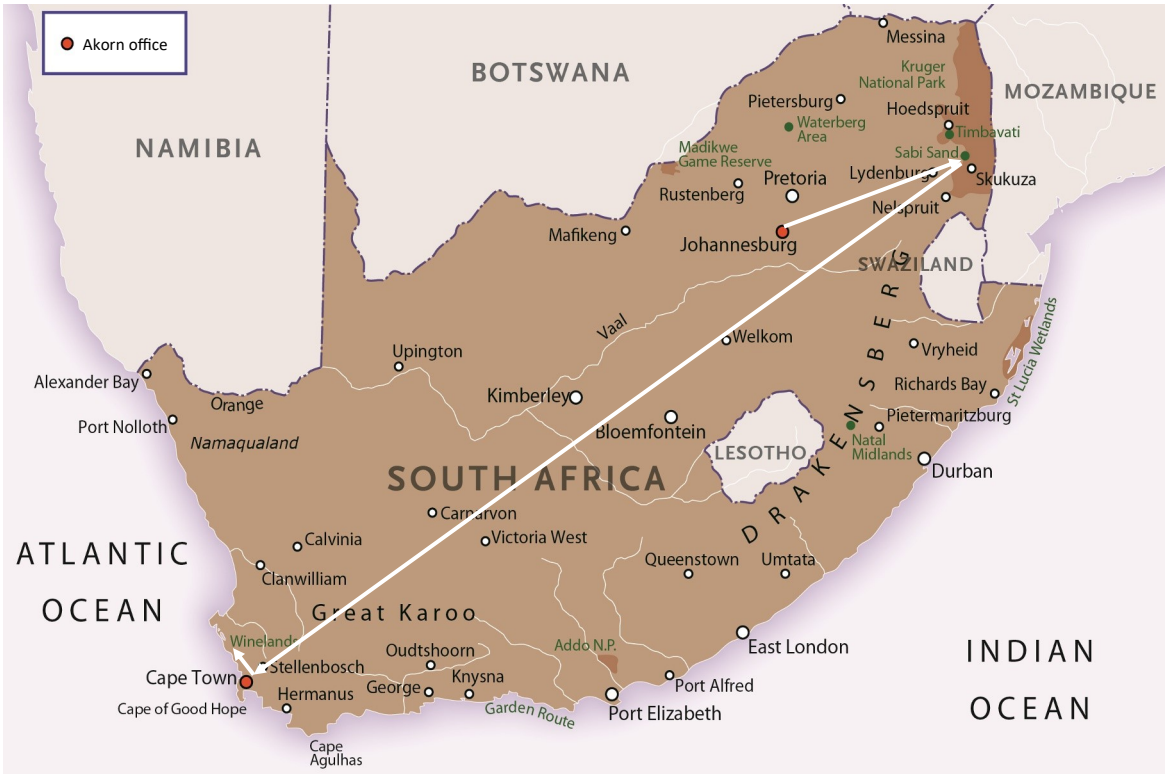 Akorn office
Messina
BOTSWANA
Kruger
National Park
MOZAMBIQUE
Pietersburg
Hoedspruit
Waterberg
Area
Timbavati
NAMIBIA
Madikwe
Game Reserve
Sabi Sand
Lydenburg
Skukuza
Pretoria
Rustenberg
Nelspruit
Mafikeng
Johannesburg
SWAZILAND
Vaal
Welkom
Vryheid
St Lucia Wetlands
Upington
Alexander Bay
Richards Bay
Orange
Kimberley
Port Nolloth
Namaqualand
Bloemfontein
Pietermaritzburg
LESOTHO
Natal
Midlands
Durban
DRAKENSBERG
SOUTH AFRICA
Carnarvon
Calvinia
Victoria West
ATLANTIC
OCEAN
Clanwilliam
Queenstown
Umtata
Great Karoo
Winelands
Addo N.P.
East London
Oudtshoorn
Stellenbosch
Cape Town
INDIAN
OCEAN
Knysna
George
Port Alfred
Hermanus
Cape of Good Hope
Garden Route
Port Elizabeth
Cape
Agulhas